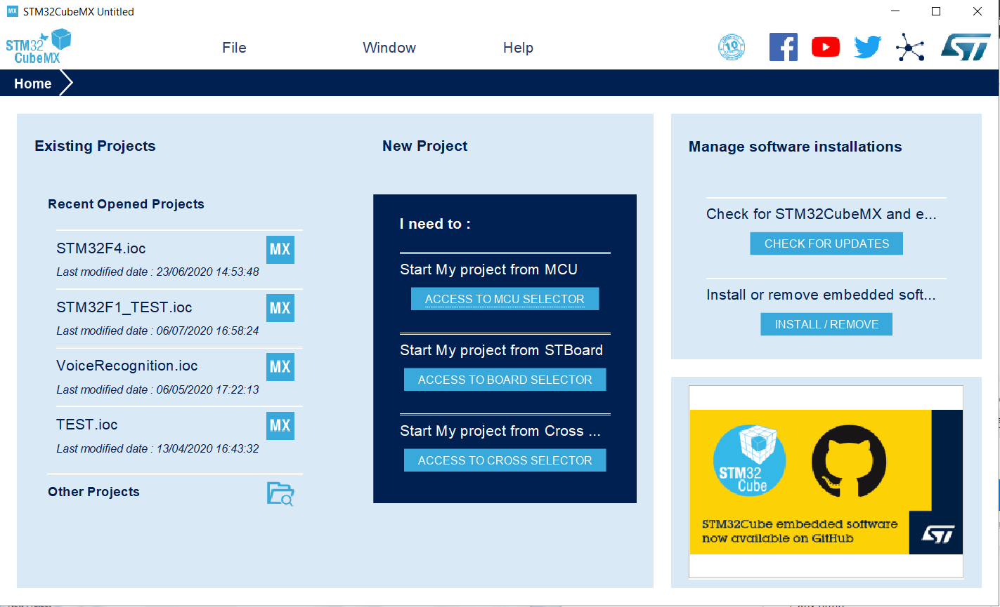 MX STM32CubeMX Untitled
STM32
CubeMX
File
Window
Help
10
ST
Home
Existing Projects
Recent Opened Projects
STM32F4.ioc
MX
Last modified date : 23/06/2020 14:53:48
STM32F1_TEST.ioc
MX
Last modified date : 06/07/2020 16:58:24
VoiceRecognition.ioc
MX
Last modified date : 06/05/2020 17:22:13
TEST.ioc
MX
Last modified date : 13/04/2020 16:43:32
Other Projects
New Project
I need to :
Start My project from MCU
ACCESS TO MCU SELECTOR
Start My project from STBoard
ACCESS TO BOARD SELECTOR
Start My project from Cross ...
ACCESS TO CROSS SELECTOR
Manage software installations
Check for STM32CubeMX and e...
CHECK FOR UPDATES
Install or remove embedded soft...
INSTALL / REMOVE
STM32
Cube
STM32Cube embedded software
now available on GitHub
ST